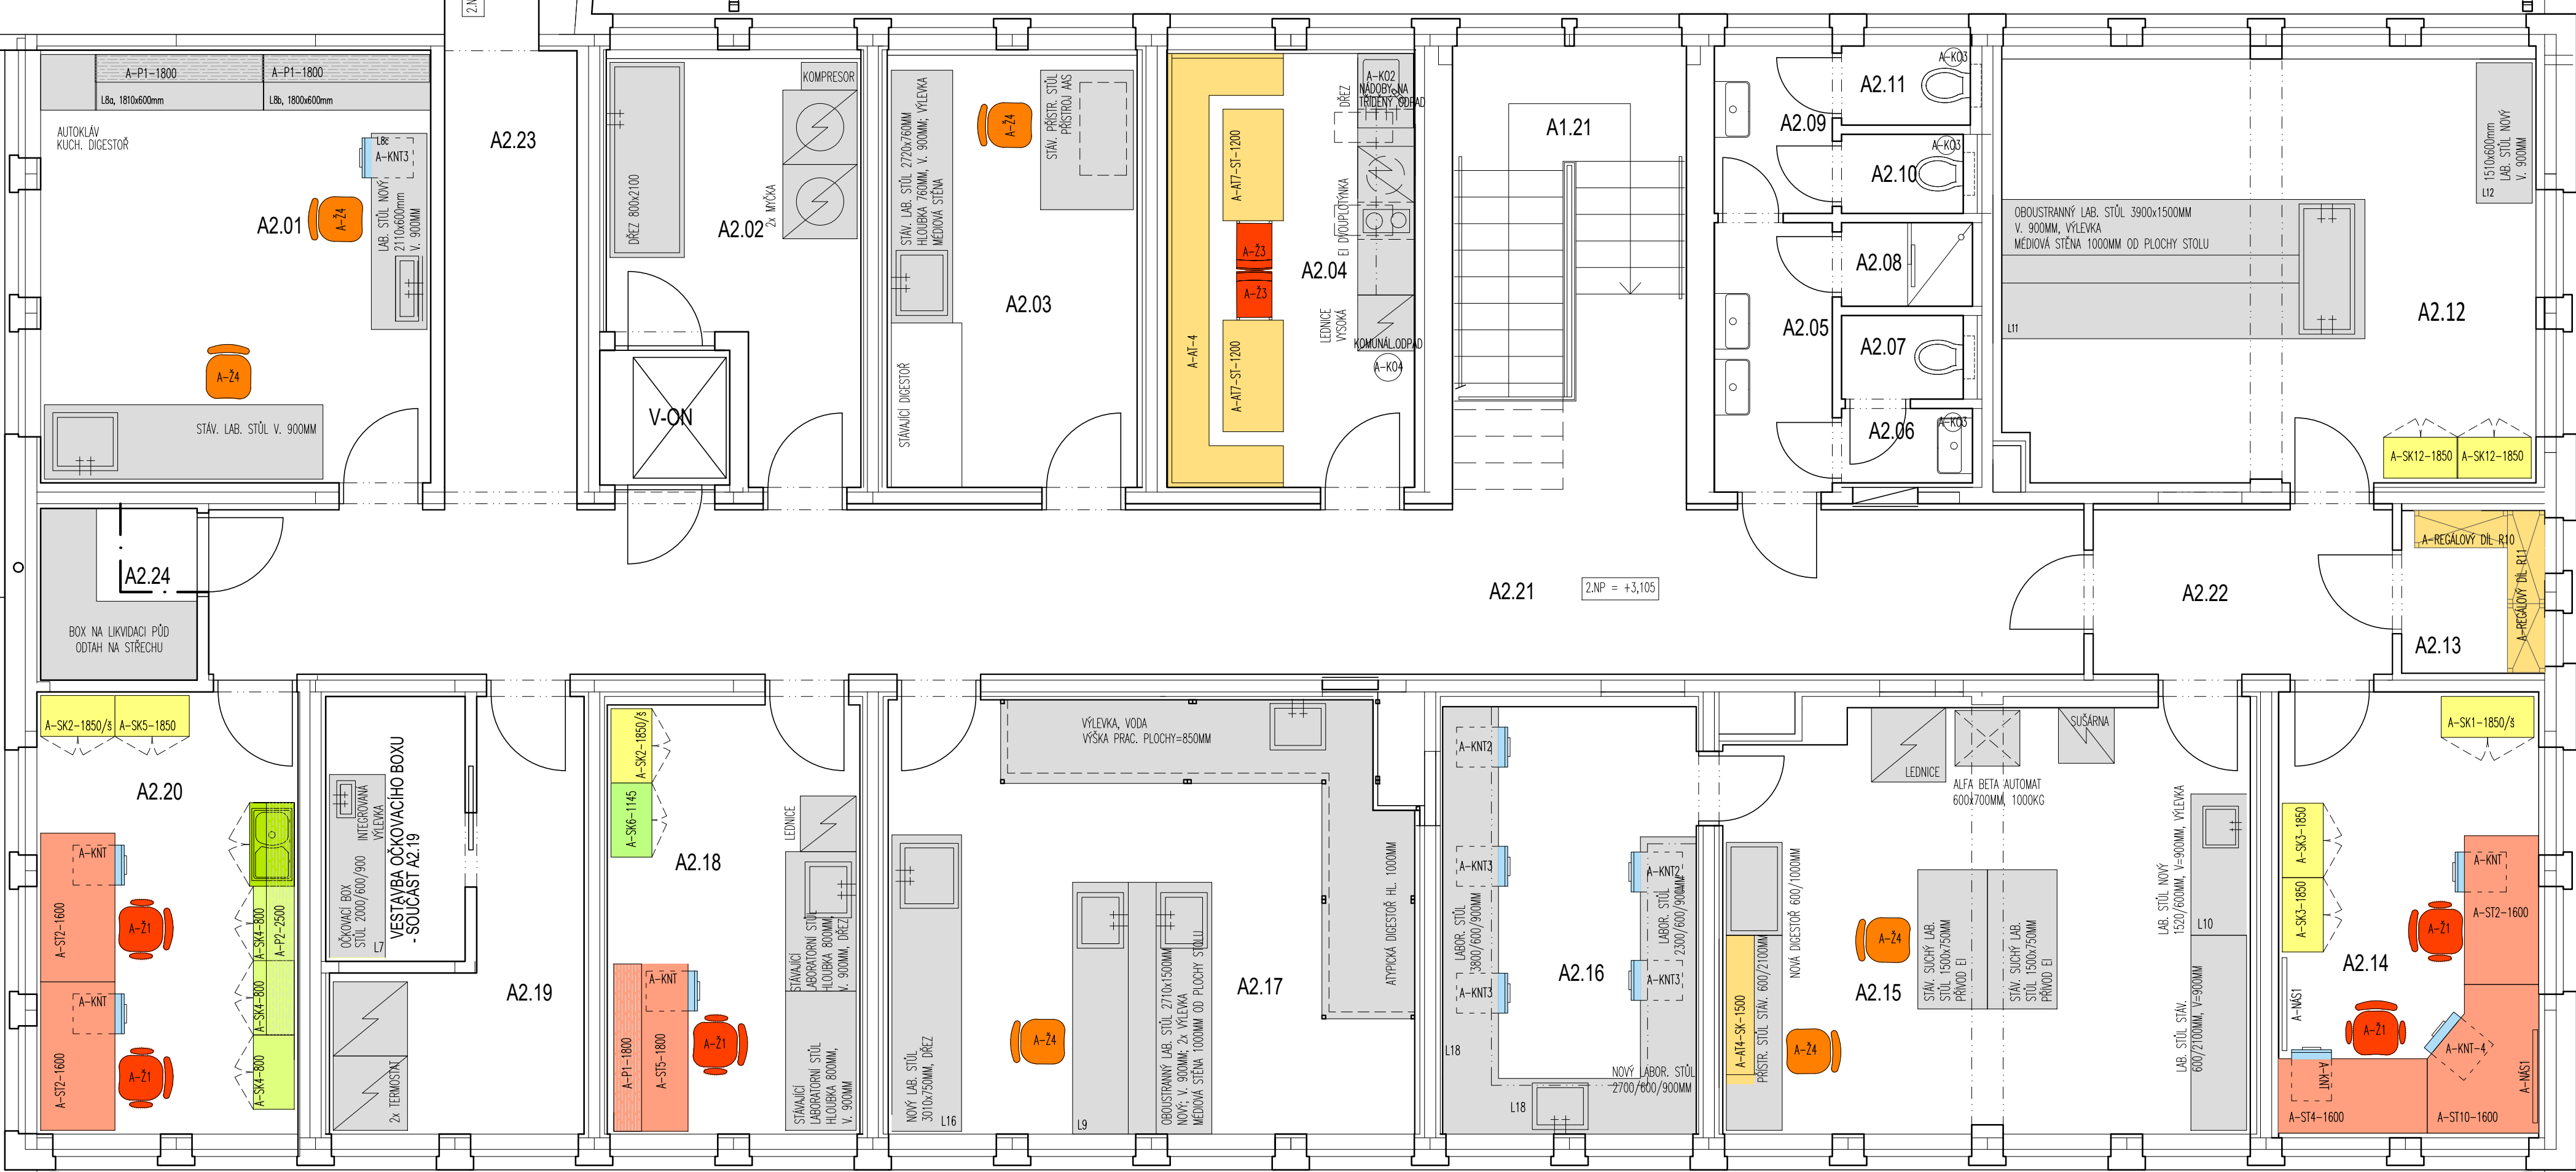 A-P1-1800
A-P1-1800
L8a, 1810x600mm
L8b, 1800x600mm
AUTOKLÁV
KUCH. DIGESTOŘ
L8c
A-KNT3
LAB. STŮL NOVÝ
2110x600mm
V. 900MM
A-Ž4
A2.01
A-Ž4
STÁV. LAB. STŮL V. 900MM
A2.23
KOMPRESOR
DŘEZ 800x2100
2x MYČKA
A2.02
V-ON
STÁV. LAB. STŮL 2720x760MM
HLOUBKA 760MM, V. 900MM; VÝLEVKA
MÉDIOVÁ STĚNA
A-Ž4
STÁV. PŘÍSTR. STŮL
PŘÍSTROJ AAS
A2.03
STÁVAJÍCÍ DIGESTOŘ
A-AT-4
A-AT7-ST-1200
A-Ž3
A-Ž3
A-AT7-ST-1200
A2.04
DŘEZ
A-K02
NÁDOBY NA
TŘÍDĚNÝ ODPAD
El DVOUPLOTÝNKA
LEDNICE
VYSOKÁ
KOMUNÁL.ODPAD
A-K04
A1.21
A2.09
A2.11
A-K03
A2.10
A-K03
A2.08
A2.05
A2.07
A2.06
A-K03
OBOUSTRANNÝ LAB. STŮL 3900x1500MM
V. 900MM, VÝLEVKA
MÉDIOVÁ STĚNA 1000MM OD PLOCHY STOLU
L11
1510x600mm
LAB. STŮL NOVÝ
V. 900MM
L12
A2.12
A-SK12-1850
A-SK12-1850
A2.24
BOX NA LIKVIDACI PŮD
ODTAH NA STŘECHU
A2.21
2.NP = +3,105
A2.22
A-REGÁLOVÝ DÍL R10
A-REGÁLOVÝ DÍL R11
A2.13
A-SK2-1850/š
A-SK5-1850
A2.20
A-KNT
A-ST2-1600
A-Ž1
A-KNT
A-ST2-1600
A-Ž1
A-SK4-800
A-P2-2500
A-SK4-800
A-SK4-800
OČKOVACÍ BOX
STŮL 2000/600/900
INTEGROVANÁ
VÝLEVKA
L7
VESTAVBA OČKOVACÍHO BOXU
- SOUČÁST A2.19
A2.19
2x TERMOSTAT
A-SK2-1850/š
A-SK6-1145
A2.18
LEDNICE
STÁVAJÍCÍ
LABORATORNÍ STŮL
HLOUBKA 800MM,
V. 900MM, DŘEZ
A-KNT
A-P1-1800
A-ST5-1800
A-Ž1
STÁVAJÍCÍ
LABORATORNÍ STŮL
HLOUBKA 800MM,
V. 900MM
VÝLEVKA, VODA
VÝŠKA PRAC. PLOCHY=850MM
ATYPICKÁ DIGESTOŘ HL. 1000MM
NOVÝ LAB. STŮL
3010x750MM, DŘEZ
L16
A-Ž4
L9
OBOUSTRANNÝ LAB. STŮL 2710x1500MM
NOVÝ; V. 900MM; 2x VÝLEVKA
MÉDIOVÁ STĚNA 1000MM OD PLOCHY STOLU
A2.17
A-KNT2
A-KNT3
LABOR. STŮL
3800/600/900MM
A-KNT3
L18
A2.16
A-KNT2
LABOR. STŮL
2300/600/900MM
A-KNT3
NOVÝ LABOR. STŮL
2700/600/900MM
L18
LEDNICE
SUŠÁRNA
ALFA BETA AUTOMAT
600x700MM, 1000KG
NOVÁ DIGESTOŘ 600/1000MM
A-AT4-SK-1500
PŘÍSTR. STŮL STÁV. 600/2100MM
A-Ž4
A-Ž4
A2.15
STÁV. SUCHÝ LAB.
STŮL 1500x750MM
PŘÍVOD El
STÁV. SUCHÝ LAB.
STŮL 1500x750MM
PŘÍVOD El
LAB. STŮL NOVÝ
1520/600MM, V=900MM, VÝLEVKA
L10
LAB. STŮL STÁV.
600/2100MM, V=900MM
A-SK1-1850/š
A-SK3-1850
A-SK3-1850
A-KNT
A-ST2-1600
A-Ž1
A2.14
A-NÁS1
A-Ž1
A-KNT
A-KNT-4
A-NÁS1
A-ST4-1600
A-ST10-1600